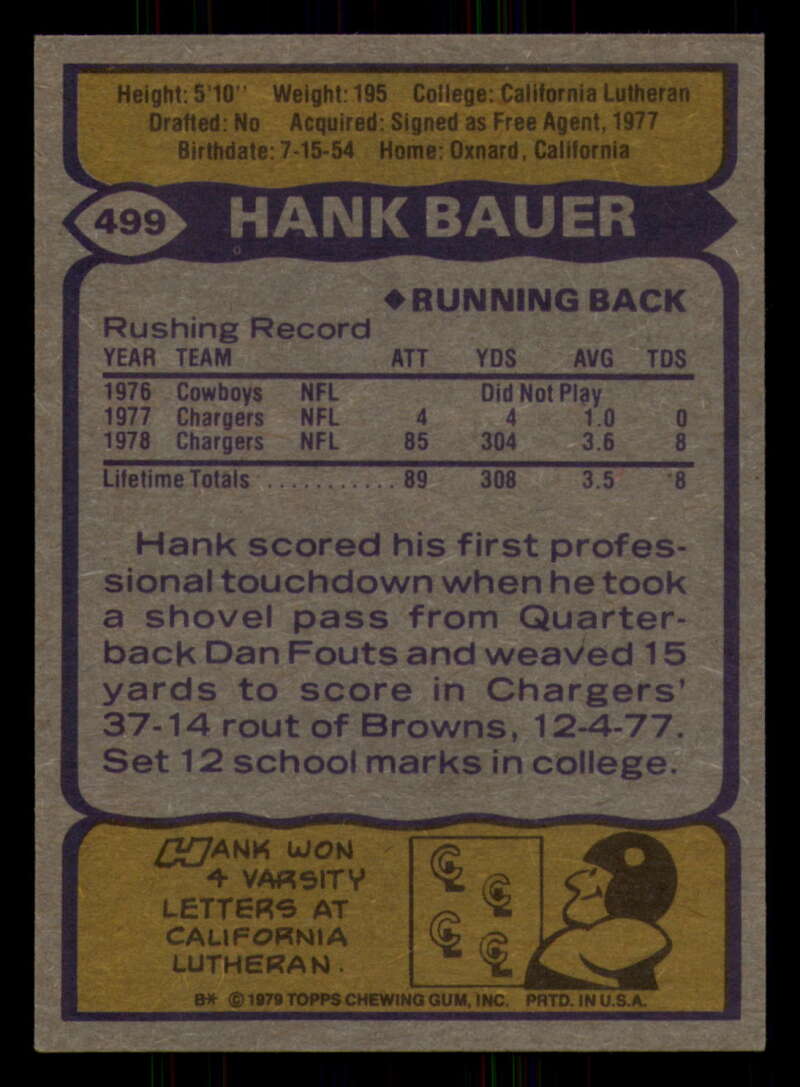 Height: 5'10" Weight: 195 College: California Lutheran
Drafted: No Acquired: Signed as Free Agent, 1977
Birthdate: 7-15-54 Home: Oxnard, California
499 HANK BAUER
◆RUNNING BACK
Rushing Record
YEAR TEAM ATT YDS AVG TDS
1976 Cowboys NFL Did Not Play
1977 Chargers NFL 4 4 1.0 0
1978 Chargers NFL 85 304 3.6 8
Lifetime Totals ........... 89 308 3.5 8
Hank scored his first profes-
sional touchdown when he took
a shovel pass from Quarter-
back Dan Fouts and weaved 15
yards to score in Chargers'
37-14 rout of Browns, 12-4-77.
Set 12 school marks in college.
HANK WON
4 VARSITY
LETTERS AT
CALIFORNIA
LUTHERAN.
CL CL CL CL
B* © 1979 TOPPS CHEWING GUM, INC. PRTD. IN U.S.A.